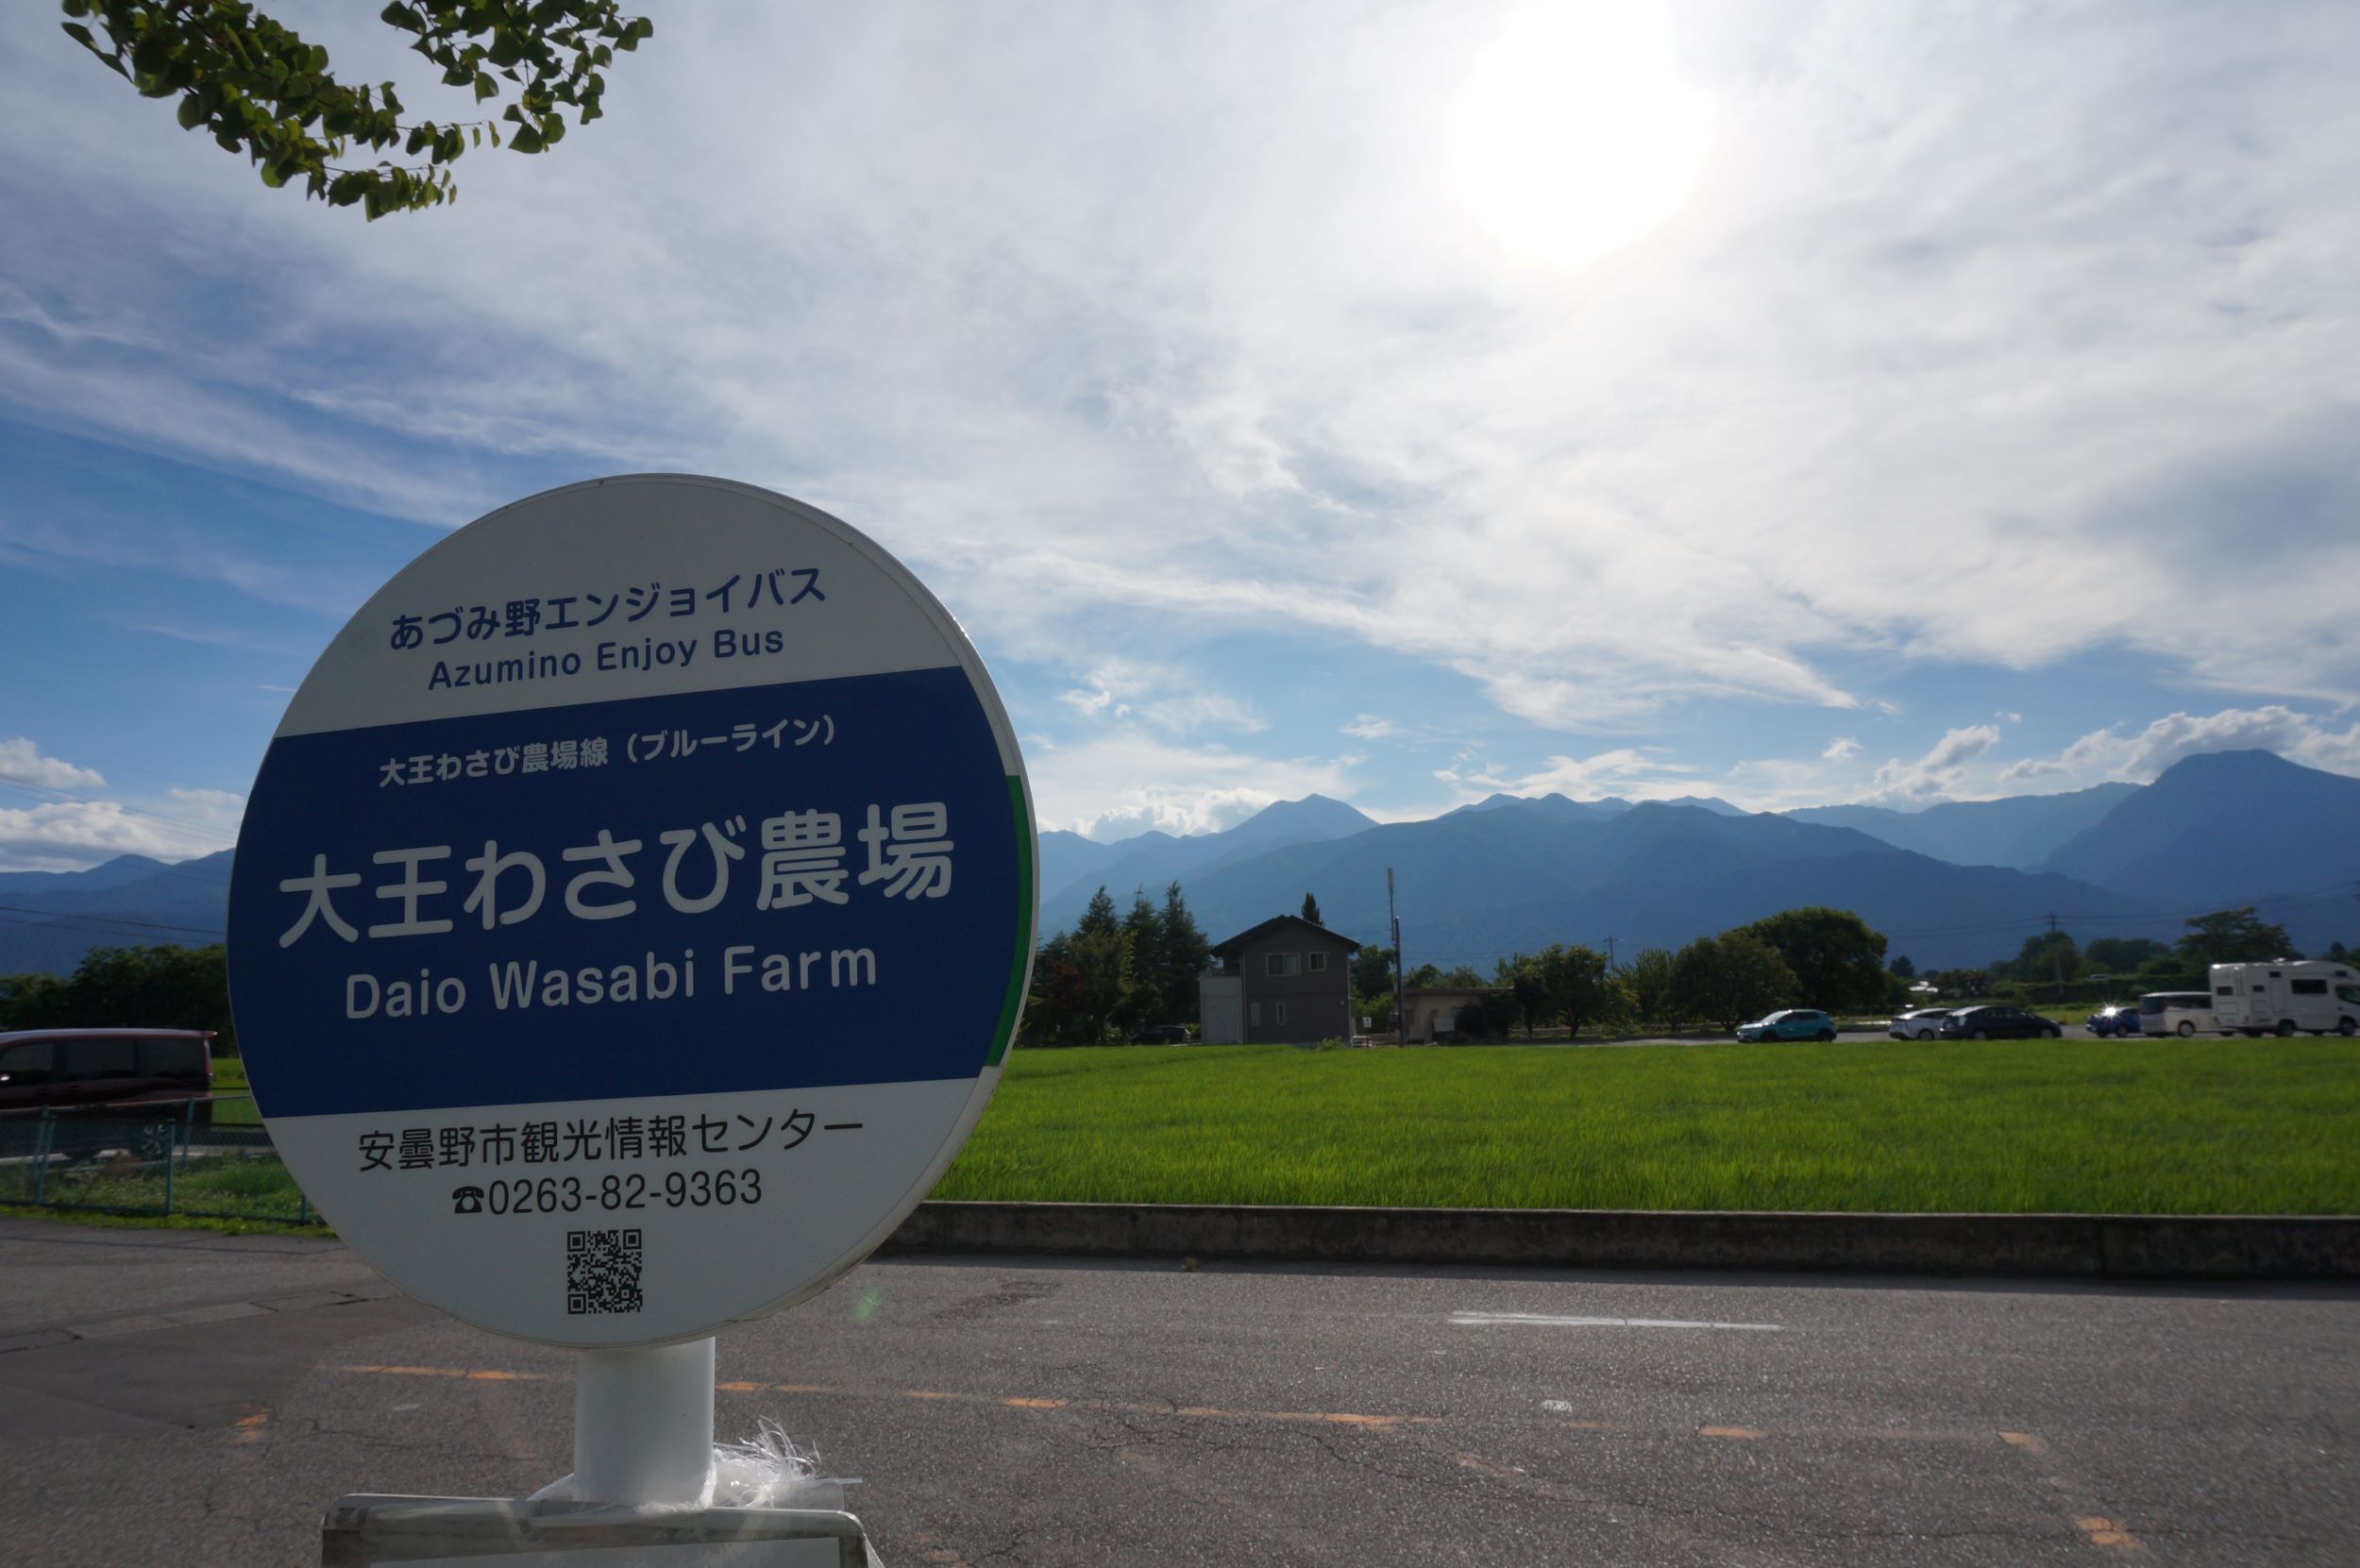 あづみ野エンジョイバス
Azumino Enjoy Bus
大王わさび農場線（ブルーライン）
大王わさび農場
Daio Wasabi Farm
安曇野市観光情報センター
☎0263-82-9363